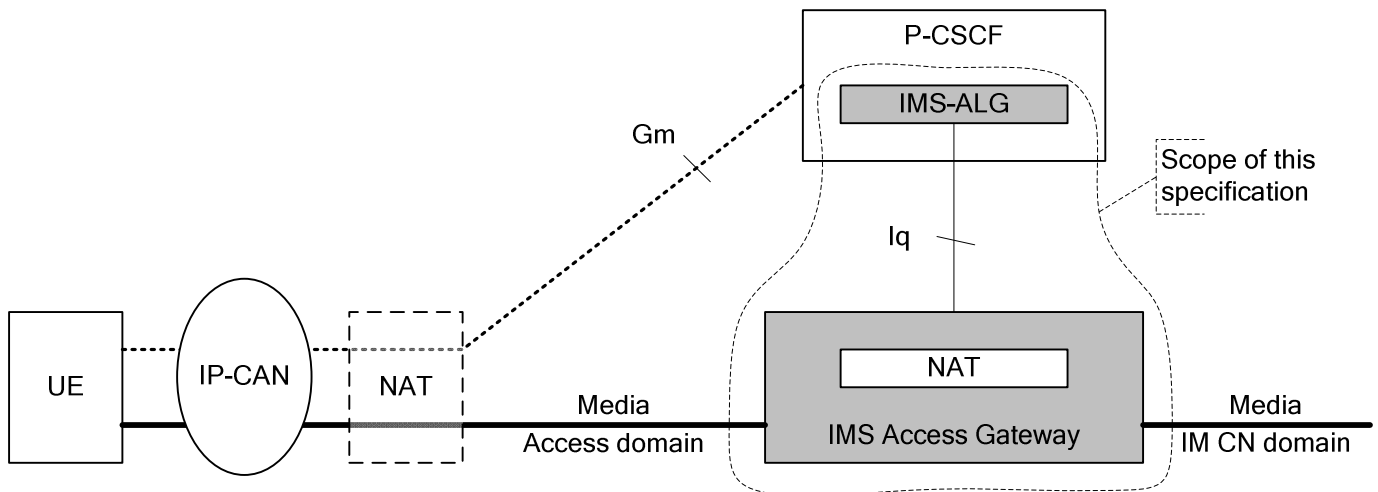 P-CSCF
IMS-ALG
Gm
Scope of this
specification
Iq
UE
IP-CAN
NAT
NAT
Media
Access domain
IMS Access Gateway
Media
IM CN domain